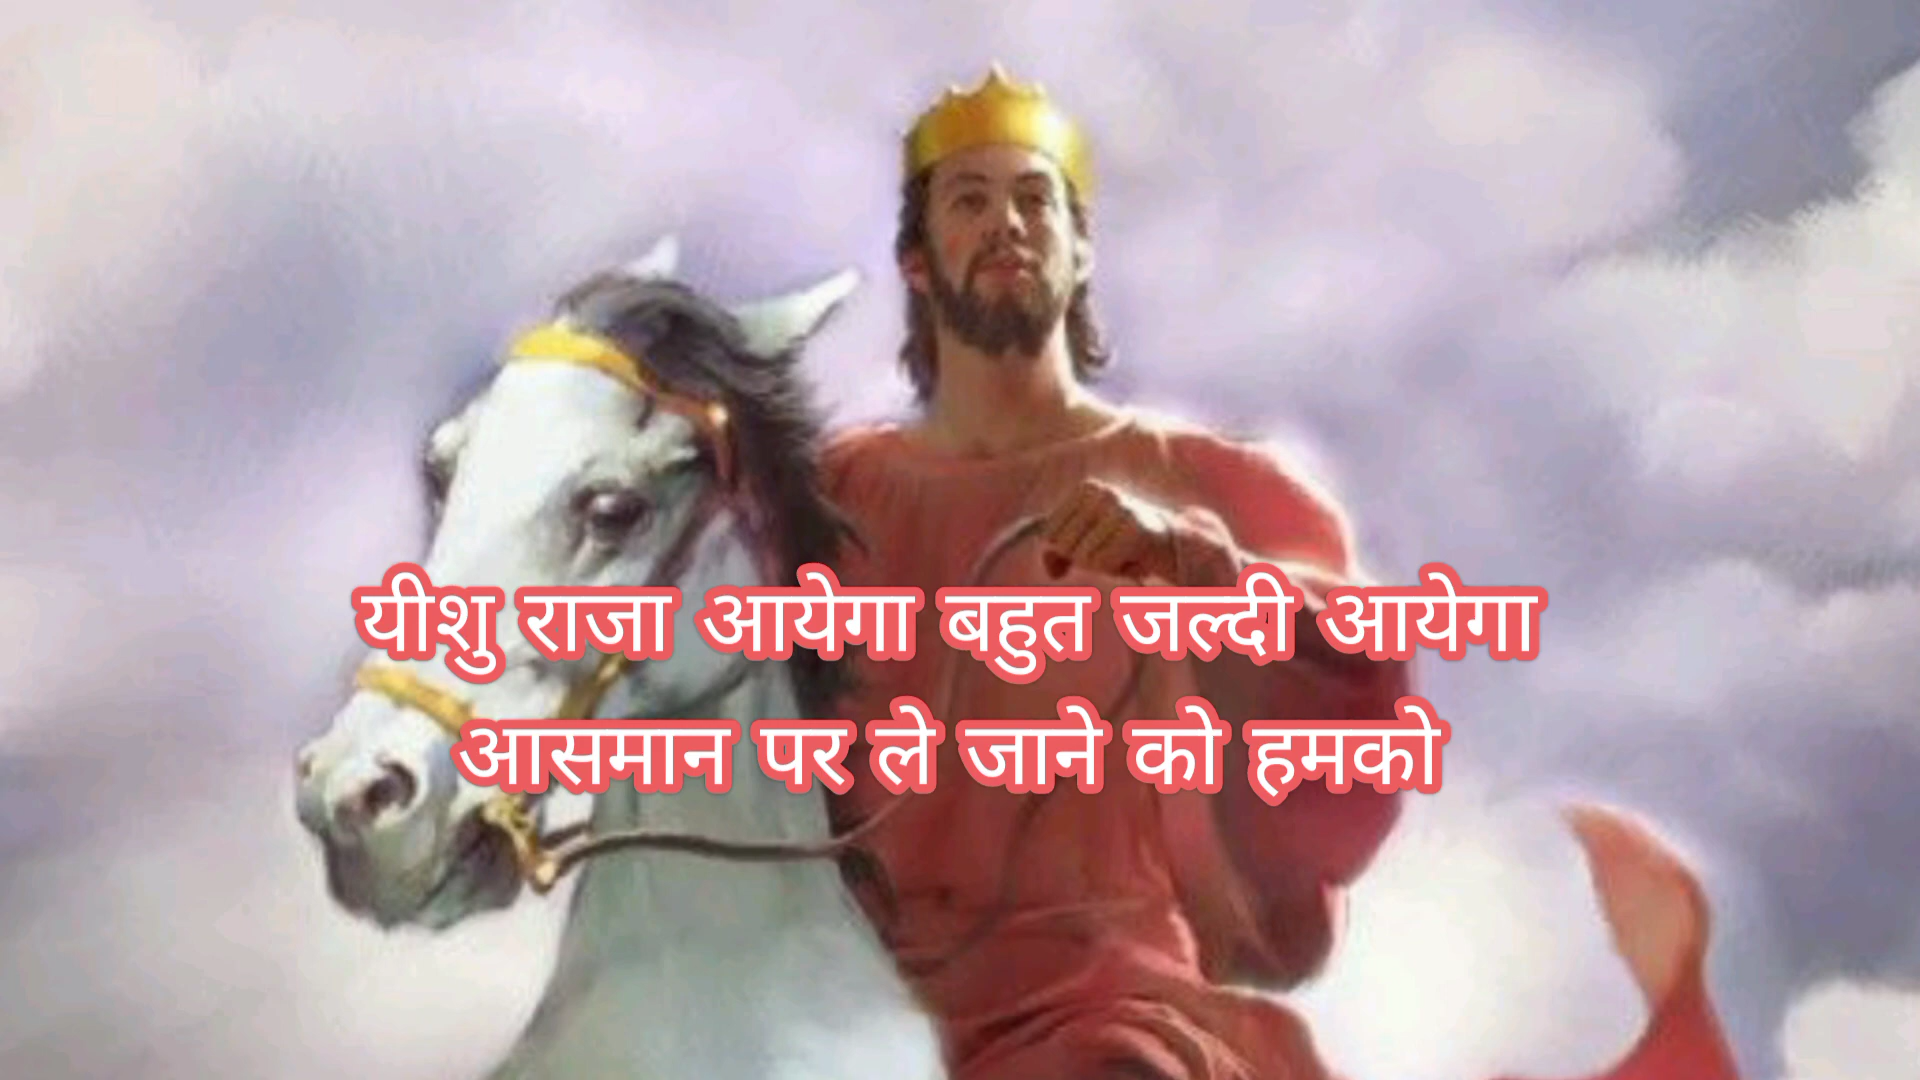 यीशु राजा आयेगा बहुत जल्दी आयेगा
आसमान पर ले जाने को हमको